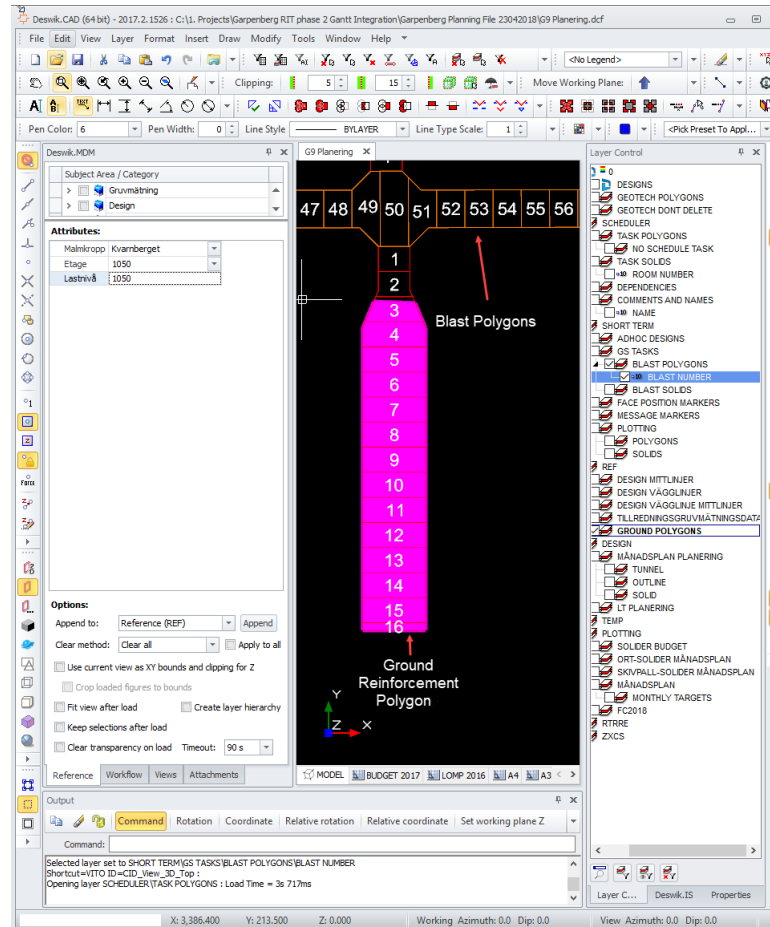 Deswik.CAD (64 bit) - 2017.2.1526 : C:\1. Projects\Garpenberg RIT phase 2 Gantt Integration\Garpenberg Planning File 23042018\G9 Planering.dcf
File Edit View Layer Format Insert Draw Modify Tools Window Help
<No Legend>
Clipping: 5 15 Move Working Plane:
Pen Color: 6 Pen Width: 0 Line Style BYLAYER Line Type Scale: 1 <Pick Preset To Appl...
Deswik.MDM
Subject Area / Category
Gruvmätning
Design
Attributes:
Malmkropp Kvarnberget
Etage 1050
Lastnivå 1050
Options:
Append to: Reference (REF) Append
Clear method: Clear all Apply to all
Use current view as XY bounds and clipping for Z
Crop loaded figures to bounds
Fit view after load Create layer hierarchy
Keep selections after load
Clear transparency on load Timeout: 90 s
Reference Workflow Views Attachments
G9 Planering
47 48 49 50 51 52 53 54 55 56
1
2
3
Blast Polygons
4
5
6
7
8
9
10
11
12
13
14
15
16
Ground
Reinforcement
Polygon
Y
Z X
MODEL BUDGET 2017 LOMP 2016 A4 A3
Layer Control
0
DESIGNS
GEOTECH POLYGONS
GEOTECH DONT DELETE
SCHEDULER
TASK POLYGONS
NO SCHEDULE TASK
TASK SOLIDS
ROOM NUMBER
DEPENDENCIES
COMMENTS AND NAMES
NAME
SHORT TERM
ADHOC DESIGNS
GS TASKS
BLAST POLYGONS
BLAST NUMBER
BLAST SOLIDS
FACE POSITION MARKERS
MESSAGE MARKERS
PLOTTING
POLYGONS
SOLIDS
REF
DESIGN MITTLINJER
DESIGN VÄGGLINJER
DESIGN VÄGGLINJE MITTLINJER
TILLREDNINGSGRUVMÄTNINGSDATA
GROUND POLYGONS
DESIGN
MÅNADSPLAN PLANERING
TUNNEL
OUTLINE
SOLID
LT PLANERING
TEMP
PLOTTING
SOLIDER BUDGET
ORT-SOLIDER MÅNADSPLAN
SKIVPALL-SOLIDER MÅNADSPLAN
MÅNADSPLAN
MONTHLY TARGETS
FC2018
RTRRE
ZXCS
Layer C... Deswik.IS Properties
Output
Command Rotation Coordinate Relative rotation Relative coordinate Set working plane Z
Command:
Selected layer set to SHORT TERM\GS TASKS\BLAST POLYGONS\BLAST NUMBER
Shortcut=VITO ID=CID_View_3D_Top :
Opening layer SCHEDULER\TASK POLYGONS : Load Time = 3s 717ms
X: 3,386.400 Y: 213.500 Z: 0.000 Working Azimuth: 0.0 Dip: 0.0 View Azimuth: 0.0 Dip: 0.0